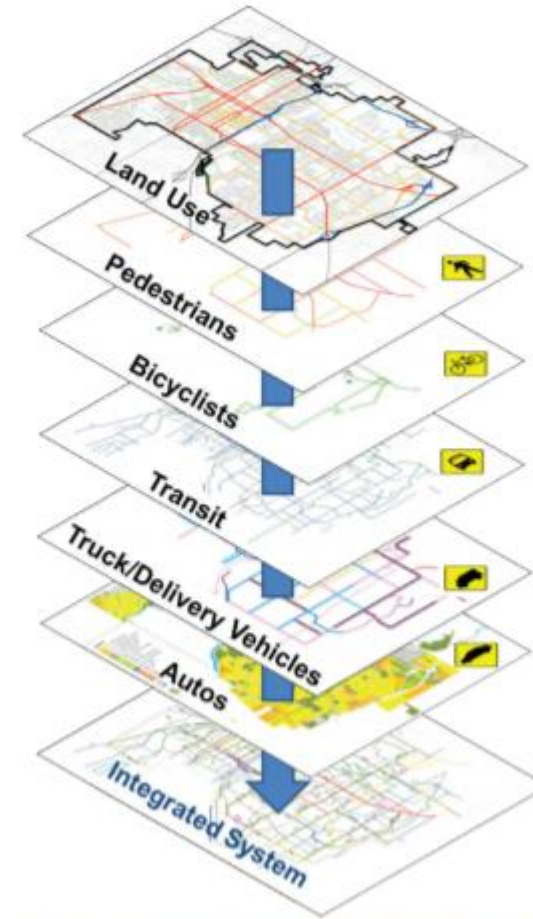 Land Use
Pedestrians
Bicyclists
Transit
Truck/Delivery Vehicles
Autos
Integrated System